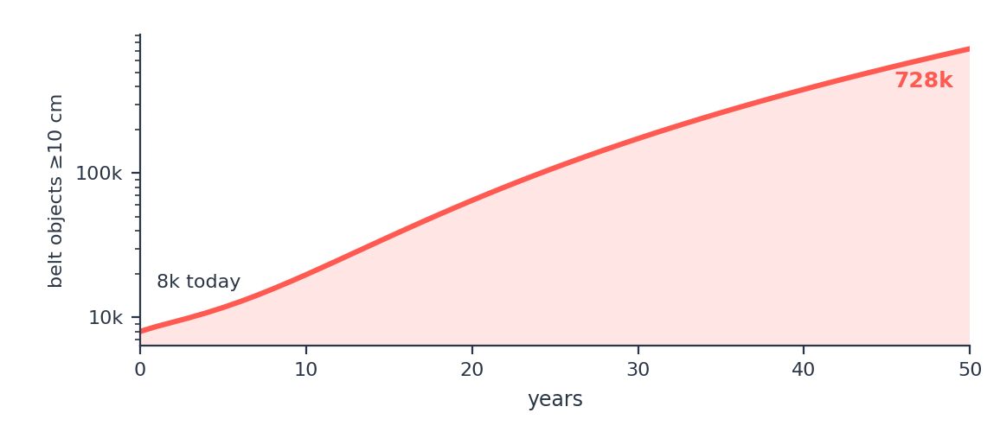 belt objects ≥10 cm
100k
10k
8k today
728k
0 10 20 30 40 50
years